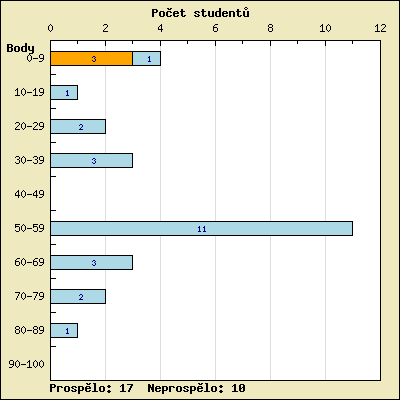 Počet studentů
0 2 4 6 8 10 12
Body
0-9 3 1
10-19 1
20-29 2
30-39 3
40-49
50-59 11
60-69 3
70-79 2
80-89 1
90-100
Prospělo: 17 Neprospělo: 10